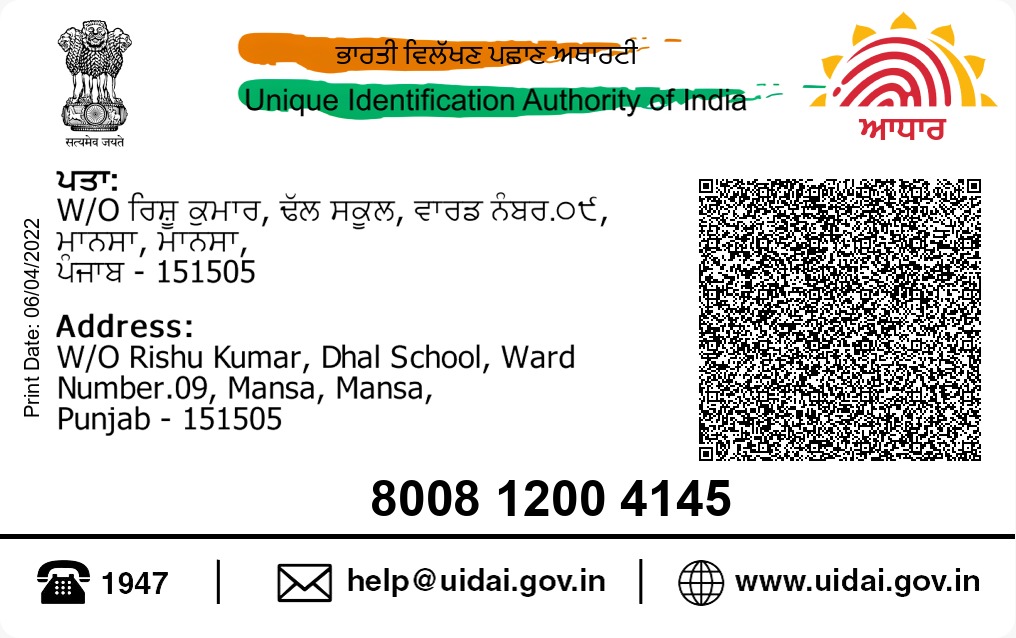 ਭਾਰਤੀ ਵਿਲੱਖਣ ਪਛਾਣ ਅਥਾਰਟੀ
Unique Identification Authority of India
सत्यमेव जयते
ਆਧਾਰ
ਪਤਾ:
W/O ਰਿਸ਼ੂ ਕੁਮਾਰ, ਢੱਲ ਸਕੂਲ, ਵਾਰਡ ਨੰਬਰ.੦੯,
ਮਾਨਸਾ, ਮਾਨਸਾ,
ਪੰਜਾਬ - 151505
Print Date: 06/04/2022
Address:
W/O Rishu Kumar, Dhal School, Ward
Number.09, Mansa, Mansa,
Punjab - 151505
8008 1200 4145
1947
help@uidai.gov.in
www.uidai.gov.in